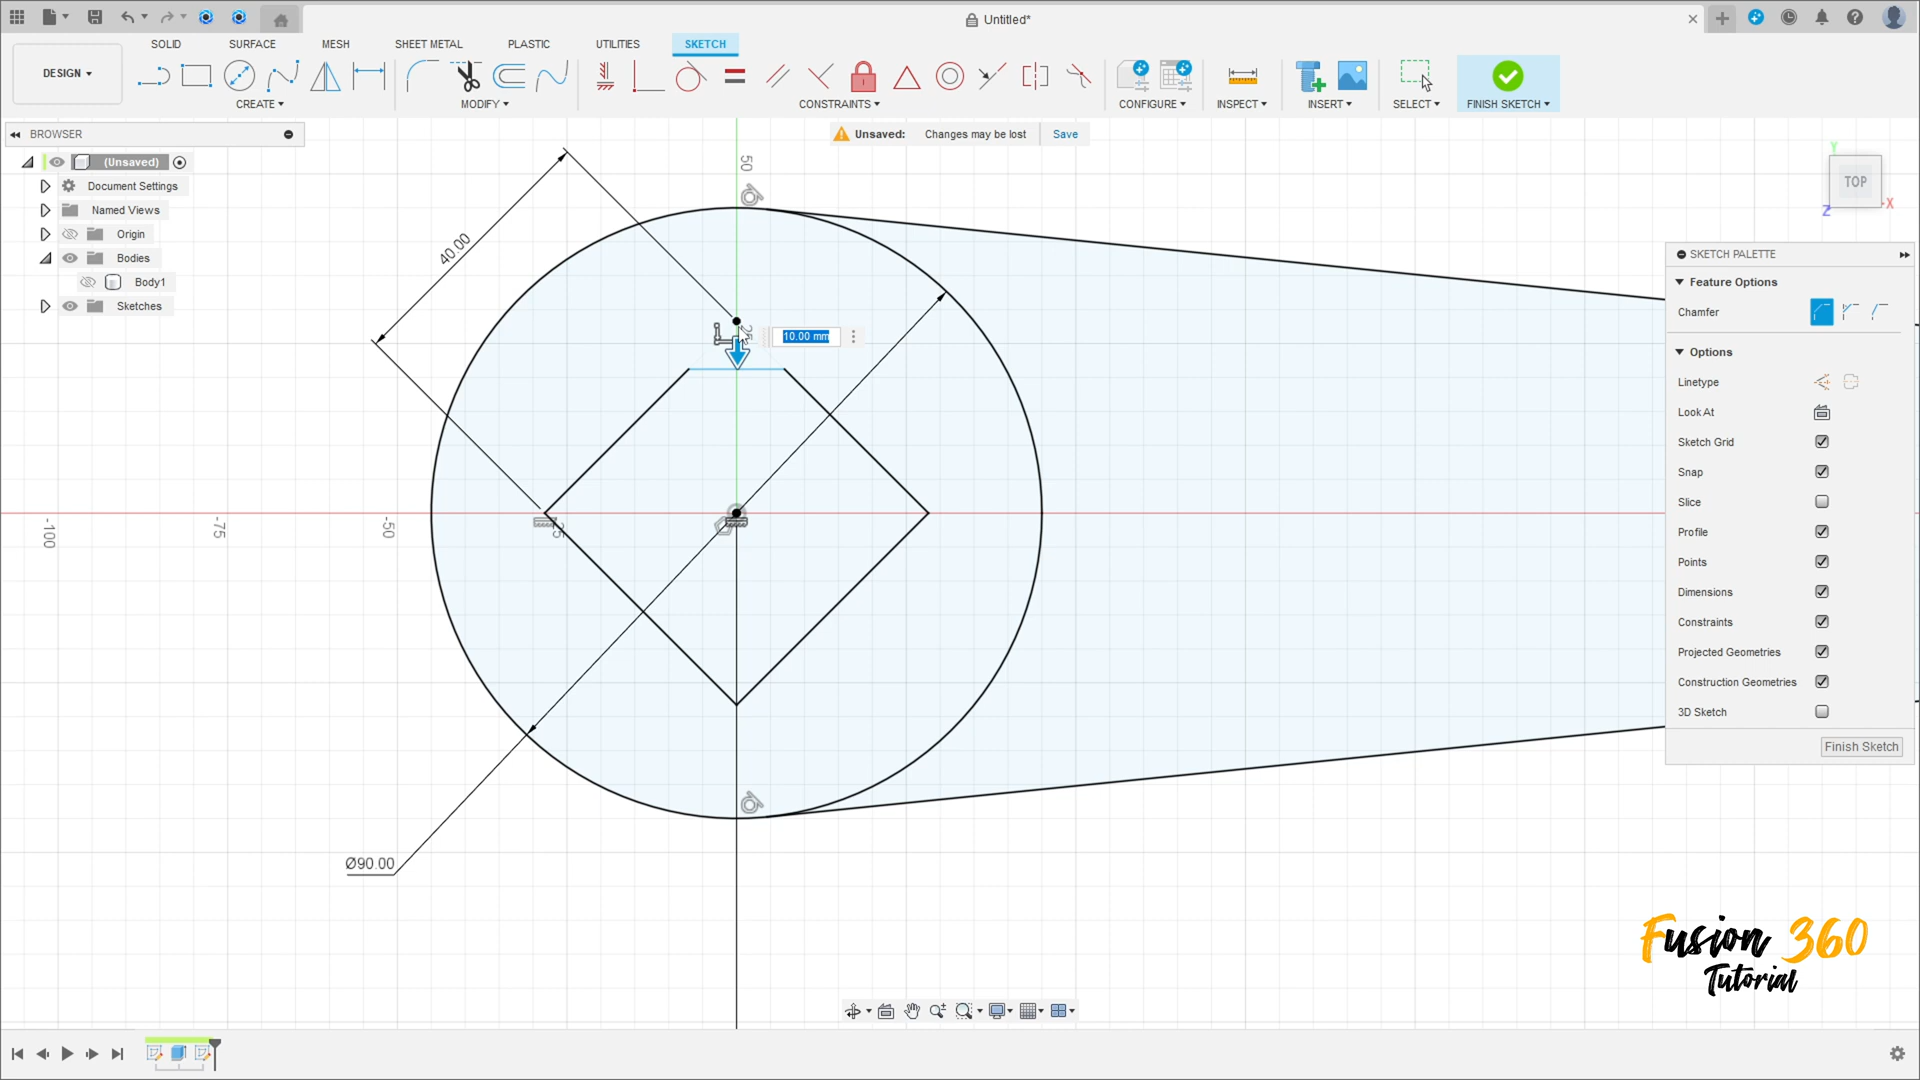 Untitled*
SOLID SURFACE MESH SHEET METAL PLASTIC UTILITIES SKETCH
DESIGN
CREATE MODIFY CONSTRAINTS CONFIGURE INSPECT INSERT SELECT FINISH SKETCH
BROWSER
Unsaved: Changes may be lost Save
(Unsaved)
Document Settings
Named Views
Origin
Bodies
Body1
Sketches
50
TOP
Y
X
Z
40.00
25
10.00 mm
-100
-75
-50
-25
Ø90.00
SKETCH PALETTE
Feature Options
Chamfer
Options
Linetype
Look At
Sketch Grid
Snap
Slice
Profile
Points
Dimensions
Constraints
Projected Geometries
Construction Geometries
3D Sketch
Finish Sketch
Fusion 360
Tutorial